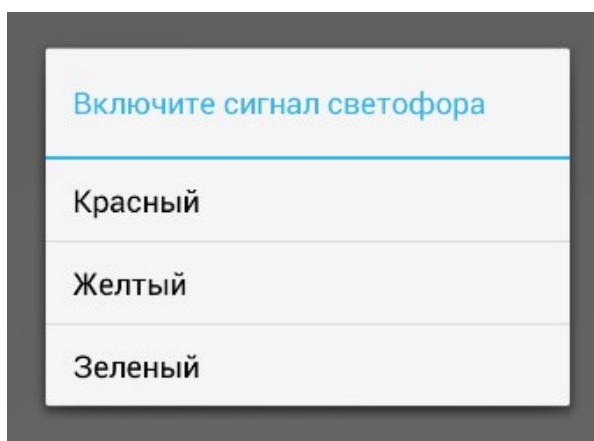 Включите сигнал светофора
Красный
Желтый
Зеленый